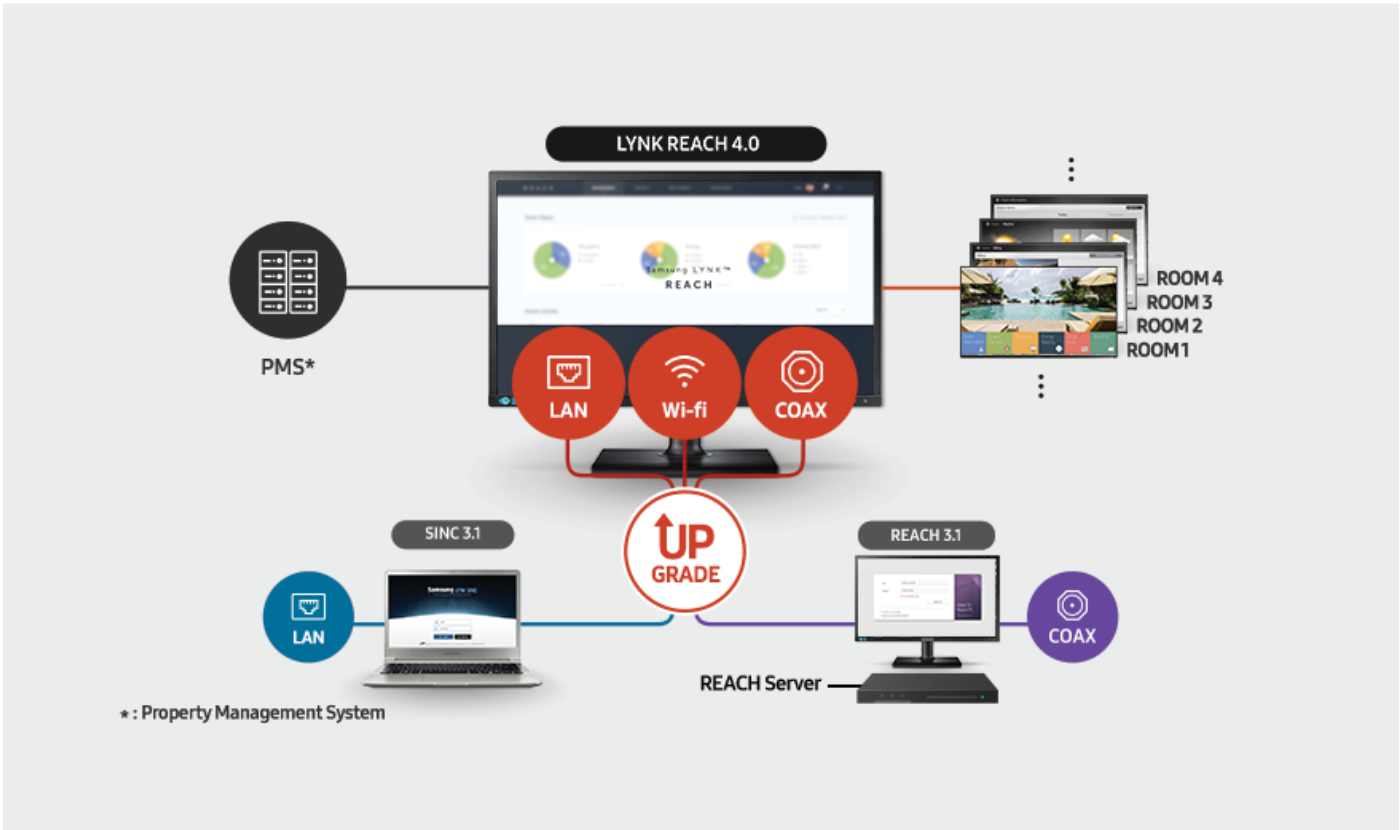 LYNK REACH 4.0
Samsung LYNK™
REACH
PMS*
ROOM 4
ROOM 3
ROOM 2
ROOM 1
LAN
Wi-fi
COAX
UP
GRADE
SINC 3.1
REACH 3.1
LAN
COAX
REACH Server
* : Property Management System